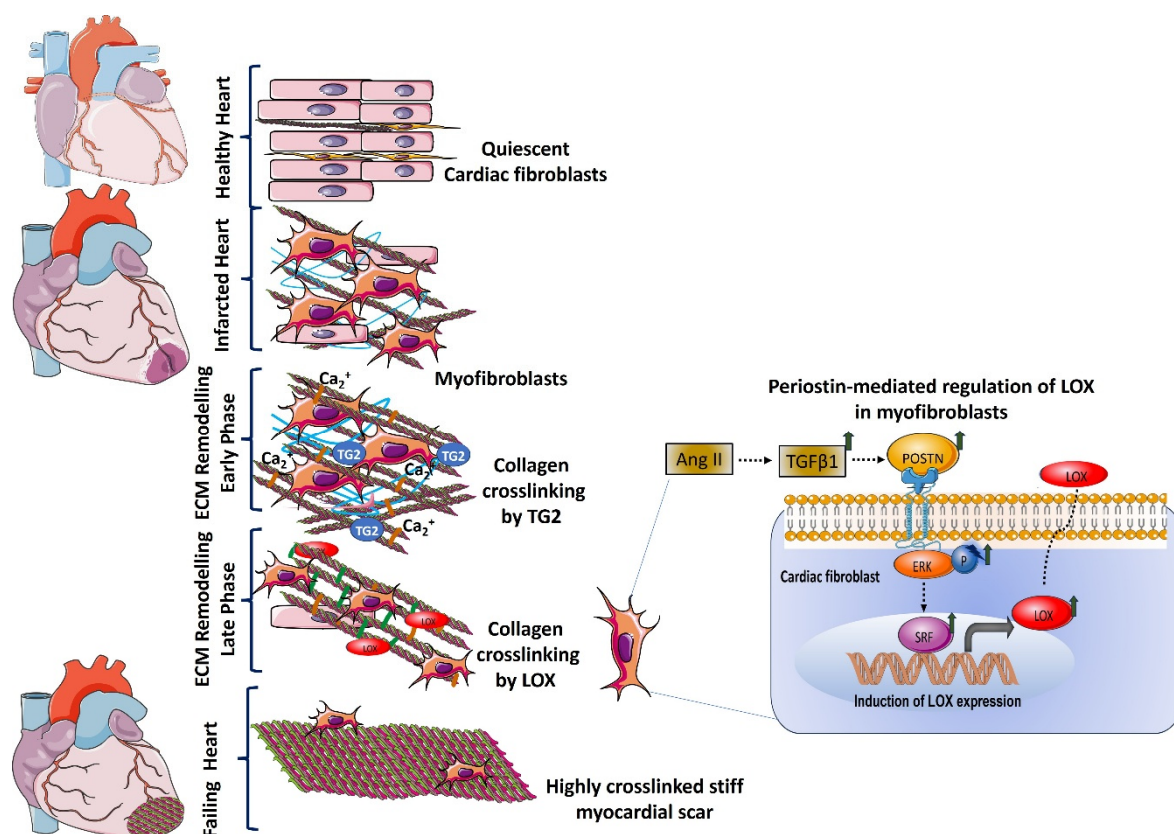 Healthy Heart
Quiescent
Cardiac fibroblasts
Infarcted Heart
Myofibroblasts
ECM Remodelling
Early Phase
Ca₂⁺
Ca₂⁺
Ca₂⁺
Ca₂⁺
TG2
TG2
TG2
Collagen
crosslinking
by TG2
ECM Remodelling
Late Phase
LOX
LOX
Collagen
crosslinking
by LOX
Failing Heart
Highly crosslinked stiff
myocardial scar
Periostin-mediated regulation of LOX
in myofibroblasts
Ang II
TGFβ1
POSTN
LOX
ERK
P
Cardiac fibroblast
SRF
LOX
Induction of LOX expression